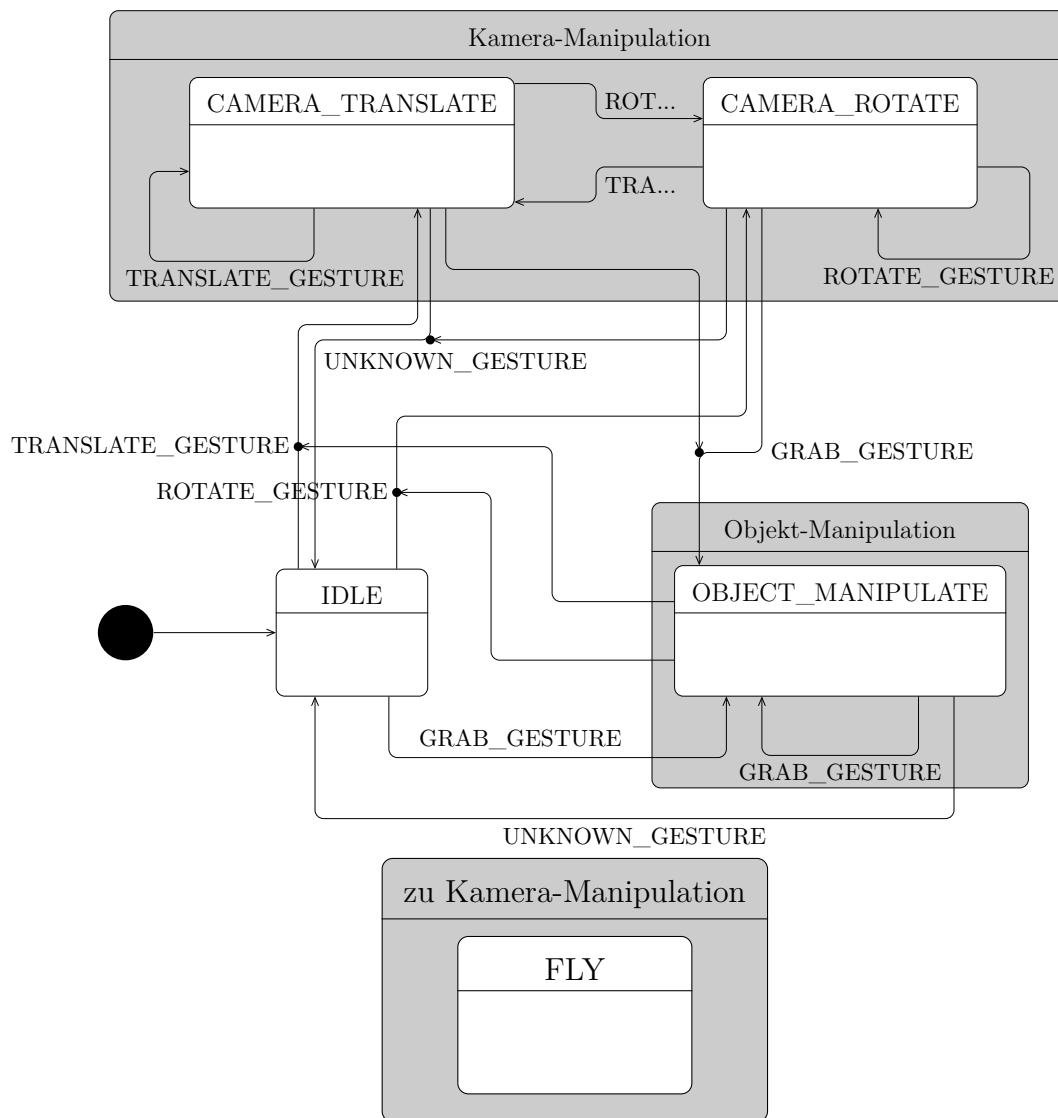 Kamera-Manipulation
CAMERA_TRANSLATE
CAMERA_ROTATE
ROT...
TRA...
TRANSLATE_GESTURE
ROTATE_GESTURE
UNKNOWN_GESTURE
TRANSLATE_GESTURE
GRAB_GESTURE
ROTATE_GESTURE
Objekt-Manipulation
IDLE
OBJECT_MANIPULATE
GRAB_GESTURE
GRAB_GESTURE
UNKNOWN_GESTURE
zu Kamera-Manipulation
FLY